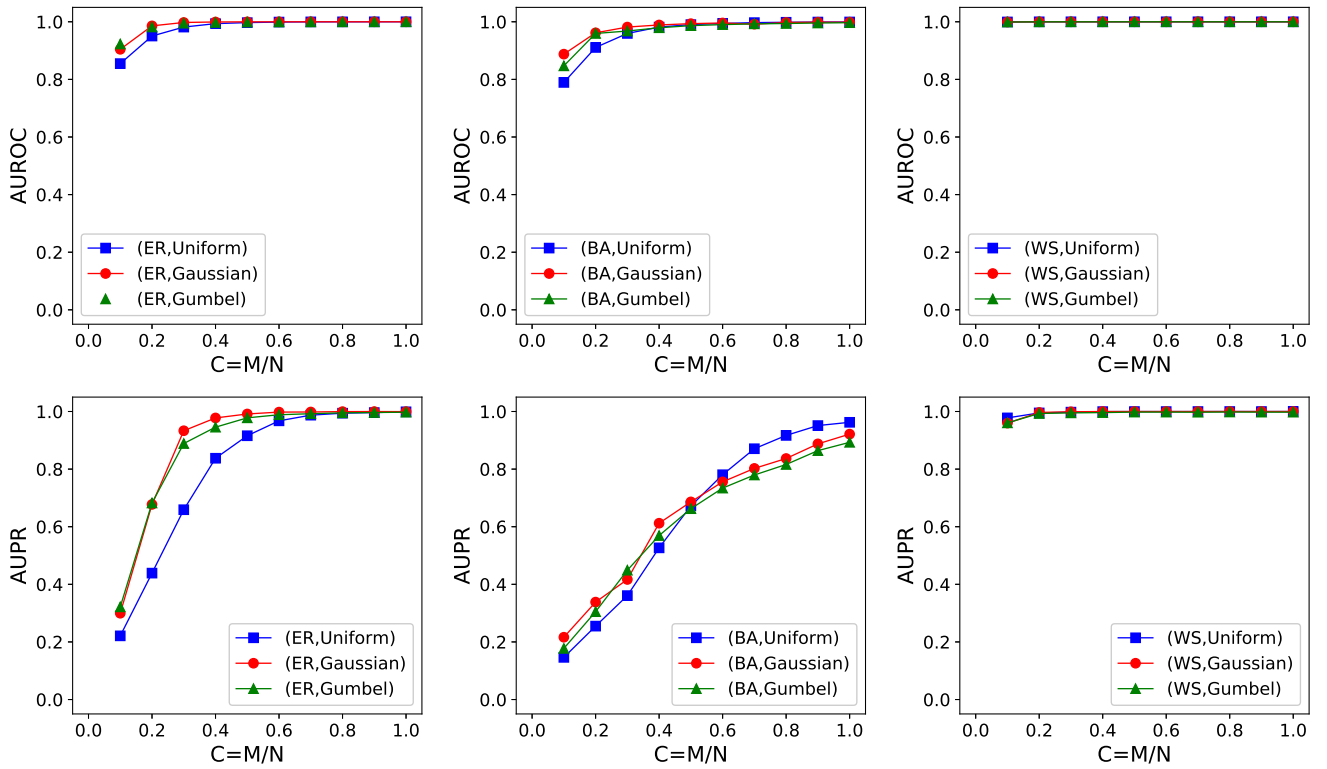 AUROC
1.0
0.8
0.6
0.4
0.2
0.0
(ER,Uniform)
(ER,Gaussian)
(ER,Gumbel)
0.0 0.2 0.4 0.6 0.8 1.0
C=M/N
AUROC
1.0
0.8
0.6
0.4
0.2
0.0
(BA,Uniform)
(BA,Gaussian)
(BA,Gumbel)
0.0 0.2 0.4 0.6 0.8 1.0
C=M/N
AUROC
1.0
0.8
0.6
0.4
0.2
0.0
(WS,Uniform)
(WS,Gaussian)
(WS,Gumbel)
0.0 0.2 0.4 0.6 0.8 1.0
C=M/N
AUPR
1.0
0.8
0.6
0.4
0.2
0.0
(ER,Uniform)
(ER,Gaussian)
(ER,Gumbel)
0.0 0.2 0.4 0.6 0.8 1.0
C=M/N
AUPR
1.0
0.8
0.6
0.4
0.2
0.0
(BA,Uniform)
(BA,Gaussian)
(BA,Gumbel)
0.0 0.2 0.4 0.6 0.8 1.0
C=M/N
AUPR
1.0
0.8
0.6
0.4
0.2
0.0
(WS,Uniform)
(WS,Gaussian)
(WS,Gumbel)
0.0 0.2 0.4 0.6 0.8 1.0
C=M/N